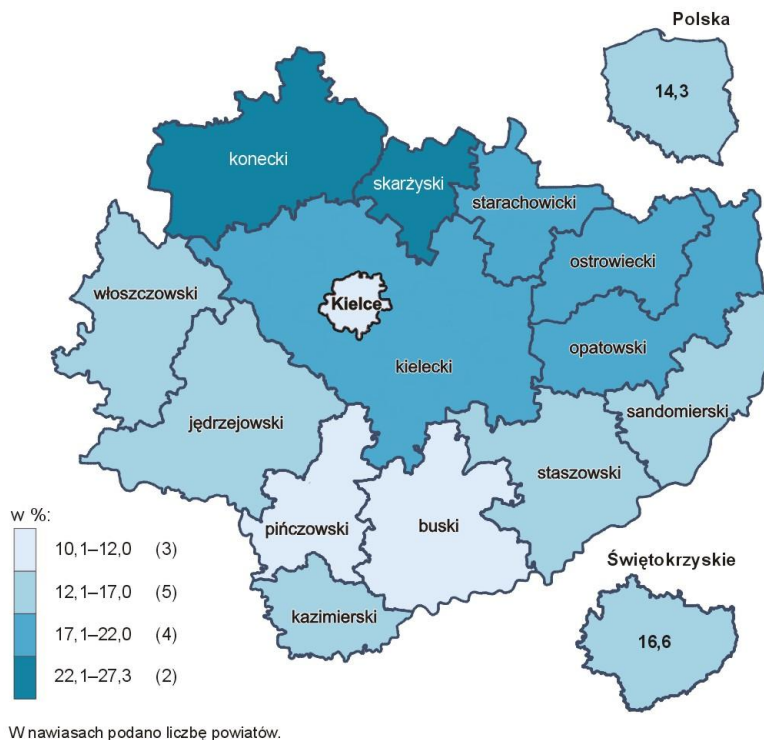 Polska
14,3
konecki
skarżyski
starachowicki
ostrowiecki
włoszczowski
Kielce
opatowski
kielecki
sandomierski
jędrzejowski
staszowski
w %:
pińczowski
buski
10,1–12,0 (3)
Świętokrzyskie
12,1–17,0 (5)
kazimierski
17,1–22,0 (4)
16,6
22,1–27,3 (2)
W nawiasach podano liczbę powiatów.